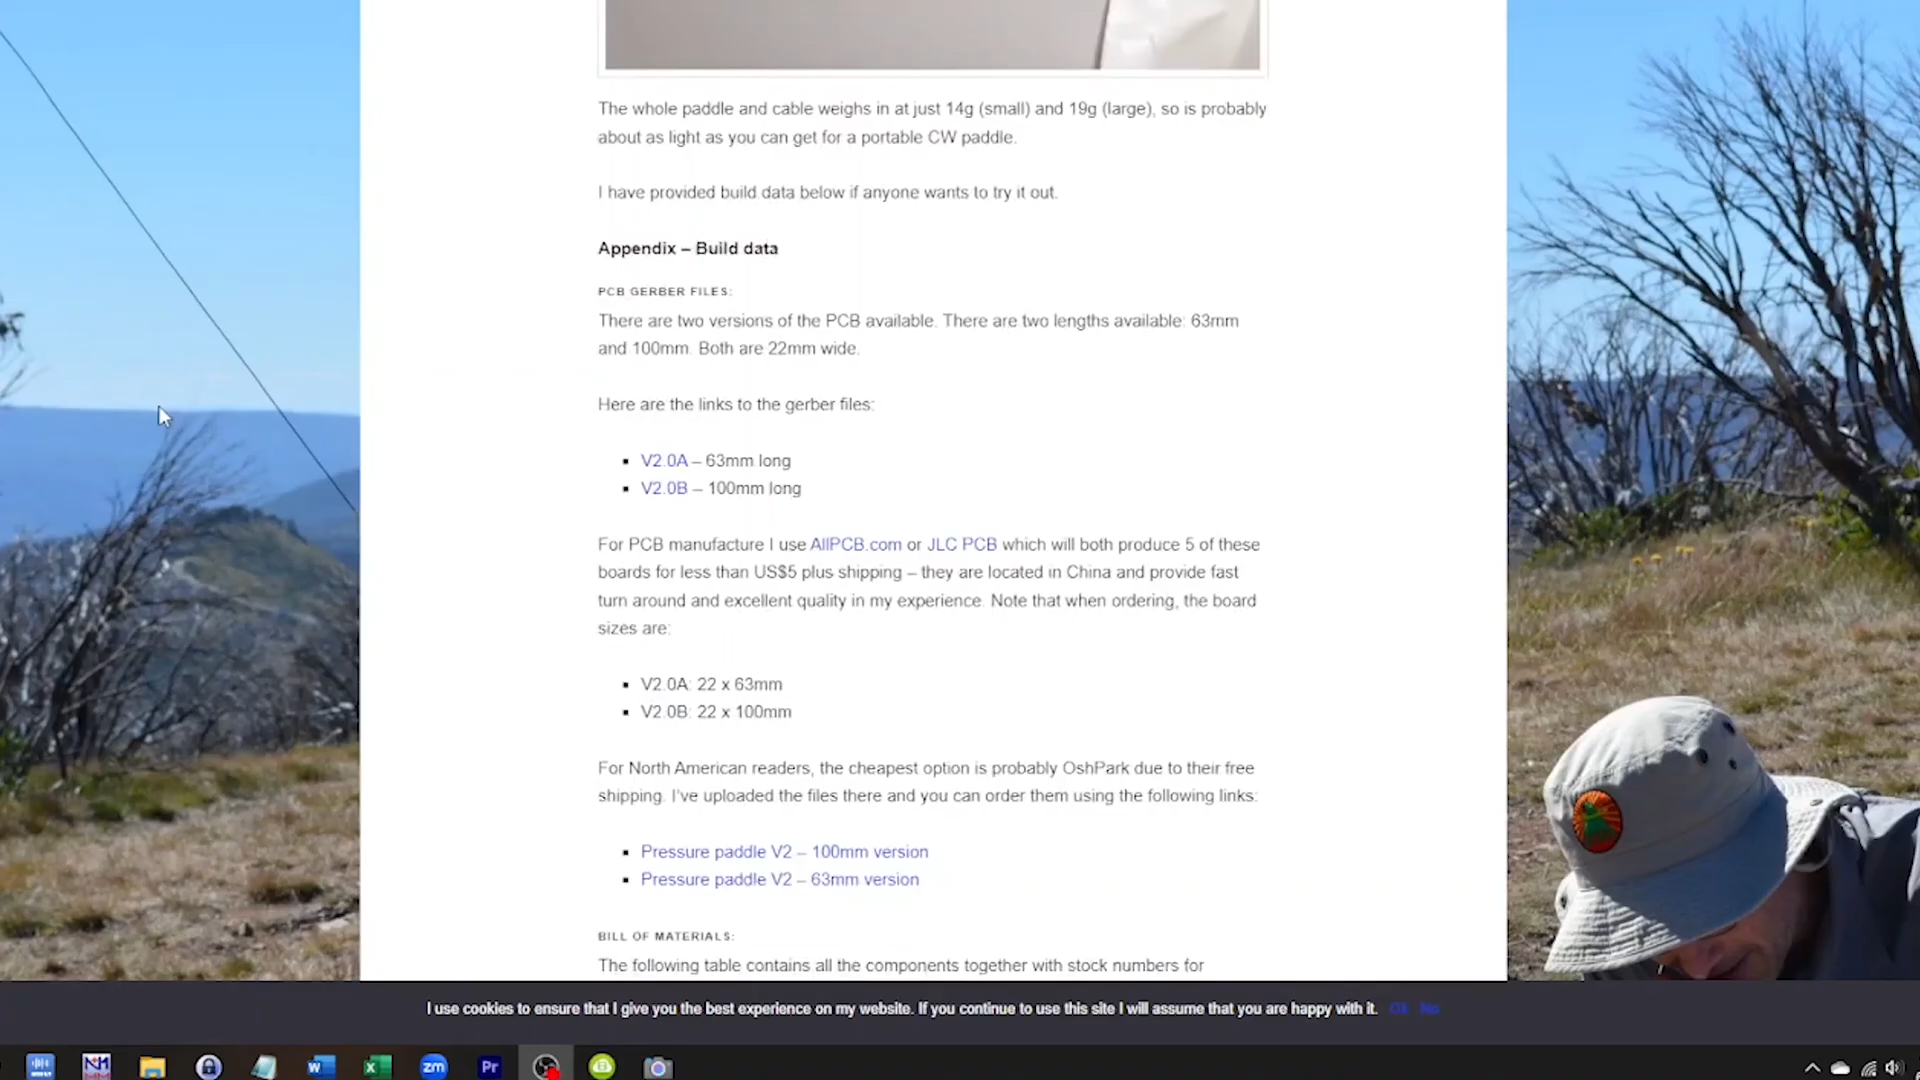 The whole paddle and cable weighs in at just 14g (small) and 19g (large), so is probably
about as light as you can get for a portable CW paddle.
I have provided build data below if anyone wants to try it out.
Appendix – Build data
PCB GERBER FILES:
There are two versions of the PCB available. There are two lengths available: 63mm
and 100mm. Both are 22mm wide.
Here are the links to the gerber files:
▪ V2.0A – 63mm long
▪ V2.0B – 100mm long
For PCB manufacture I use AllPCB.com or JLC PCB which will both produce 5 of these
boards for less than US$5 plus shipping – they are located in China and provide fast
turn around and excellent quality in my experience. Note that when ordering, the board
sizes are:
▪ V2.0A: 22 x 63mm
▪ V2.0B: 22 x 100mm
For North American readers, the cheapest option is probably OshPark due to their free
shipping. I've uploaded the files there and you can order them using the following links:
▪ Pressure paddle V2 – 100mm version
▪ Pressure paddle V2 – 63mm version
BILL OF MATERIALS:
The following table contains all the components together with stock numbers for
I use cookies to ensure that I give you the best experience on my website. If you continue to use this site I will assume that you are happy with it. Ok No
W X zm Pr